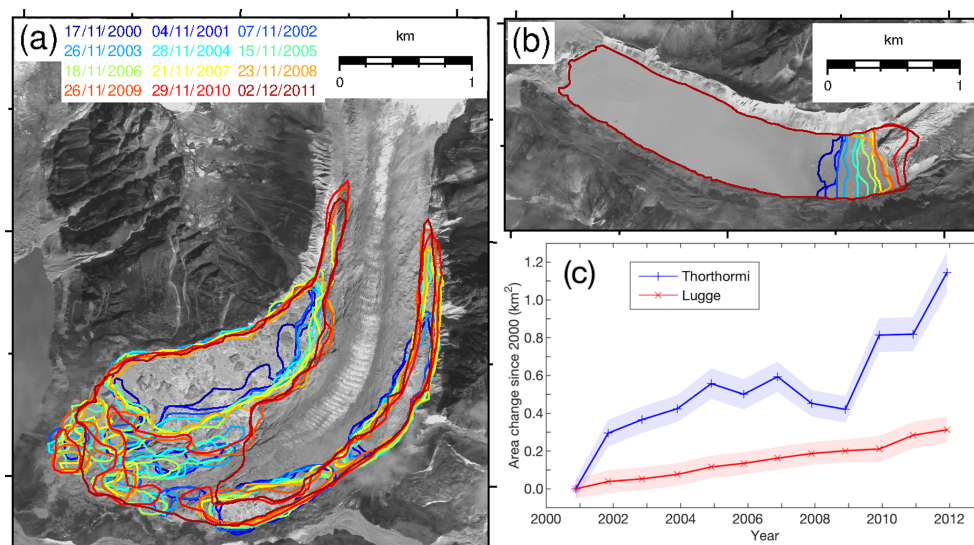 (a)
17/11/2000 04/11/2001 07/11/2002
26/11/2003 28/11/2004 15/11/2005
18/11/2006 21/11/2007 23/11/2008
26/11/2009 29/11/2010 02/12/2011
km
0 1
(b)
km
0 1
(c)
Thorthormi
Lugge
Area change since 2000 (km²)
1.2
1.0
0.8
0.6
0.4
0.2
0.0
2000 2002 2004 2006 2008 2010 2012
Year